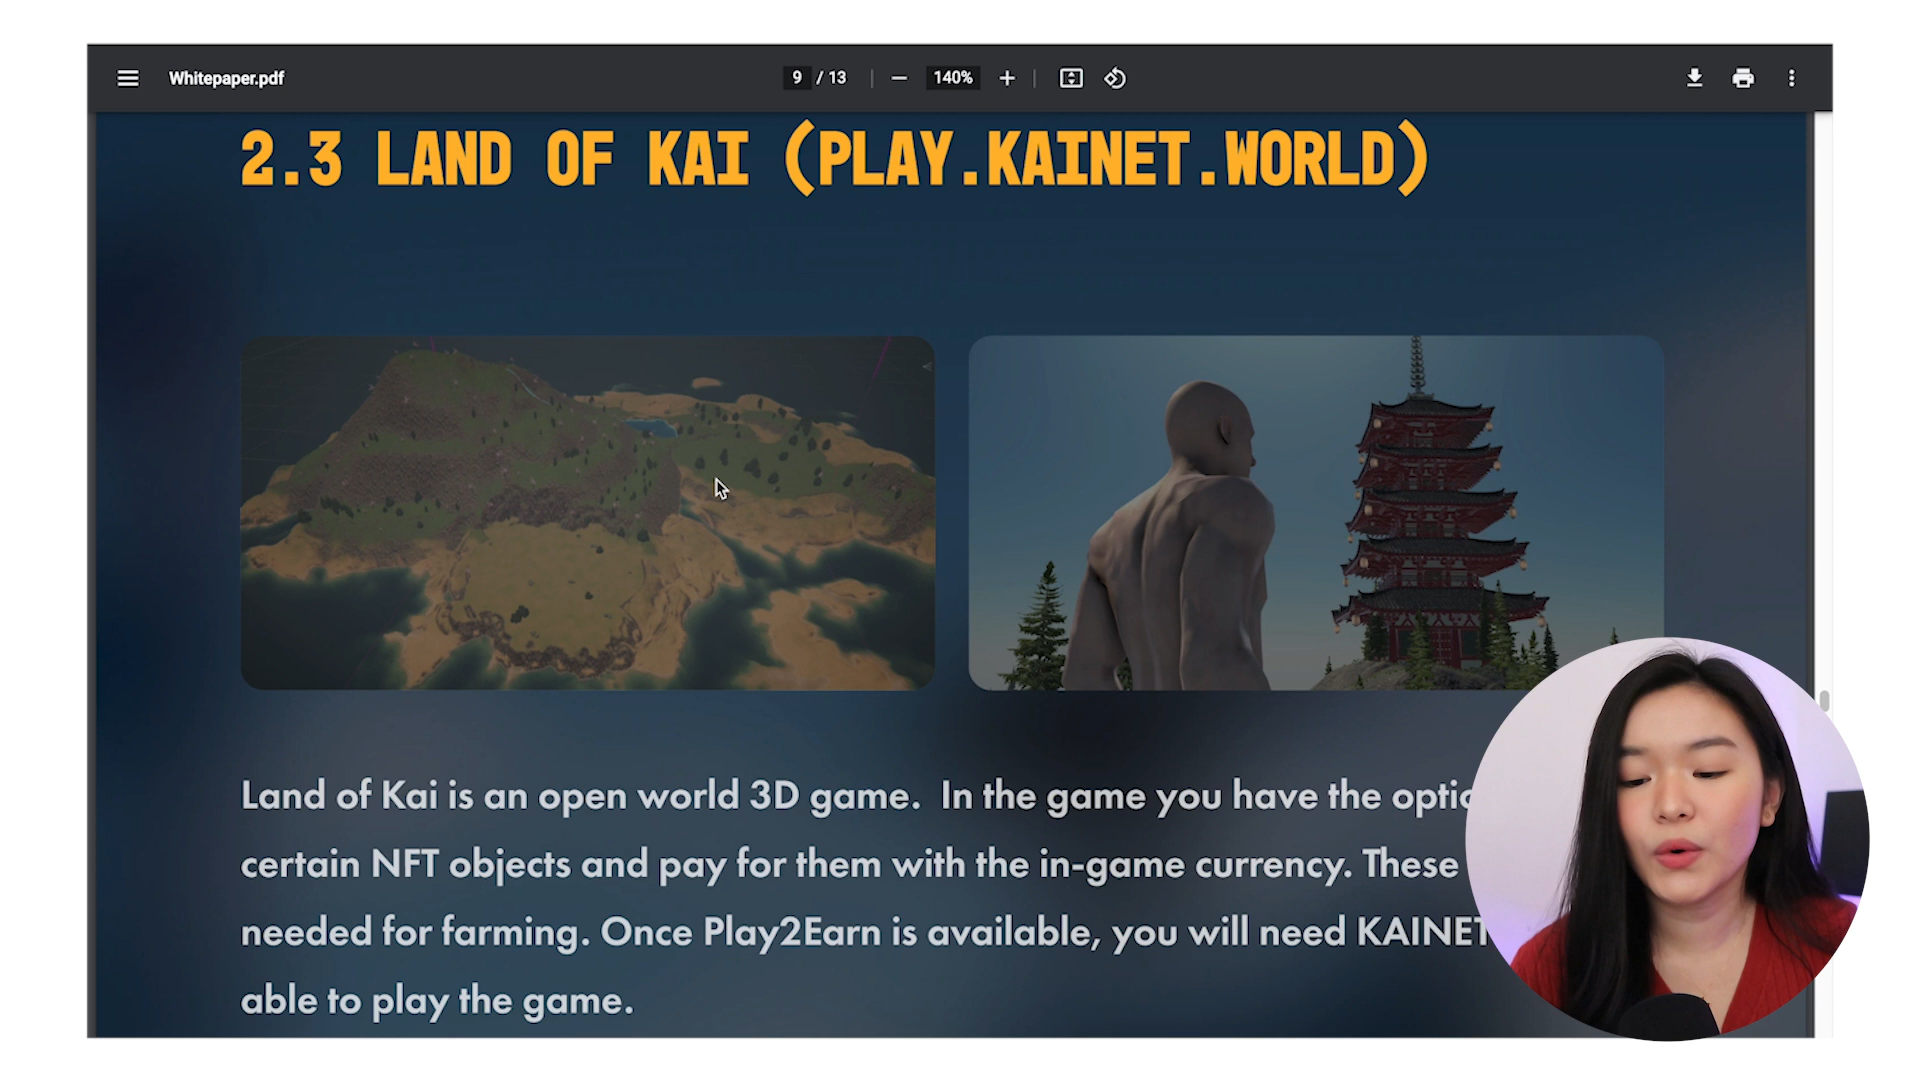 Whitepaper.pdf
9 / 13
140%
2.3 LAND OF KAI (PLAY.KAINET.WORLD)
Land of Kai is an open world 3D game. In the game you have the
certain NFT objects and pay for them with the in-game currency. These
needed for farming. Once Play2Earn is available, you will need KAINET
able to play the game.